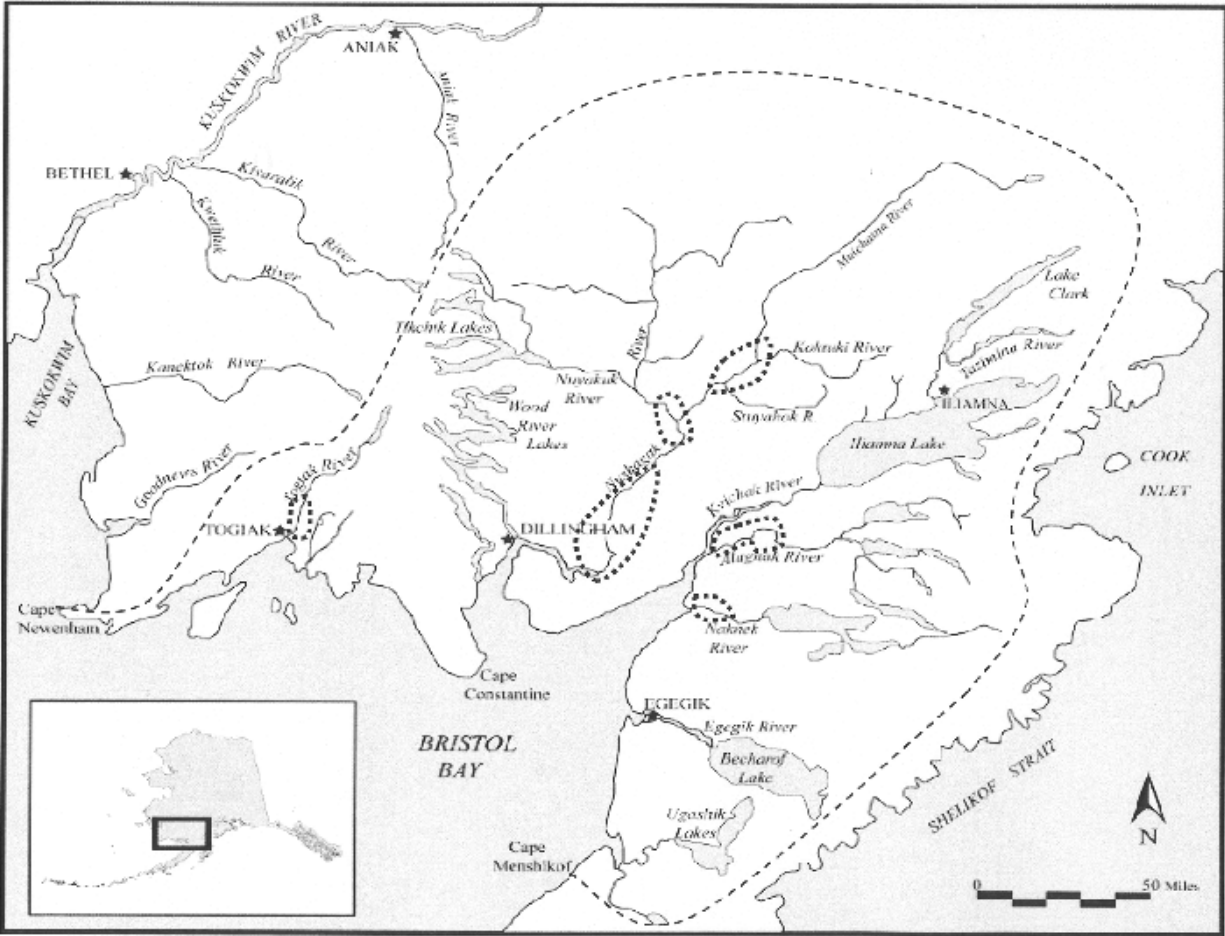 KUSKOKWIM RIVER
ANIAK
Aniak River
BETHEL
Kisaralik
River
Kwethluk
River
Lake
Clark
Mulchatna River
Tikchik Lakes
River
Koktuli River
Tazimina River
KUSKOKWIM
BAY
Kanektok River
Nuyakuk
River
Stuyahok R.
ILIAMNA
Wood
River
Lakes
Iliamna Lake
Goodnews River
Togiak River
Nushagak
COOK
INLET
Kvichak River
TOGIAK
DILLINGHAM
Alagnak River
Cape
Newenham
Naknek
River
Cape
Constantine
EGEGIK
Egegik River
BRISTOL
BAY
Becharof
Lake
SHELIKOF STRAIT
Ugashik
Lakes
Cape
Menshikof
N
0
50 Miles